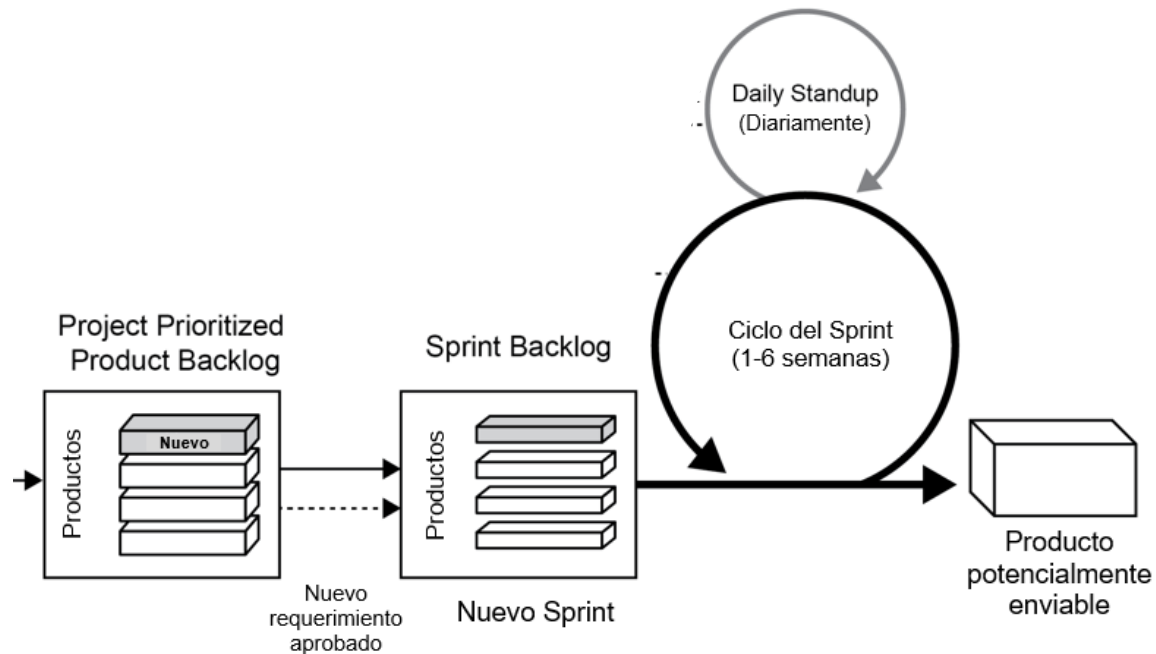 Daily Standup
(Diariamente)
Ciclo del Sprint
(1-6 semanas)
Project Prioritized
Product Backlog
Productos
Nuevo
Nuevo
requerimiento
aprobado
Sprint Backlog
Productos
Nuevo Sprint
Producto
potencialmente
enviable